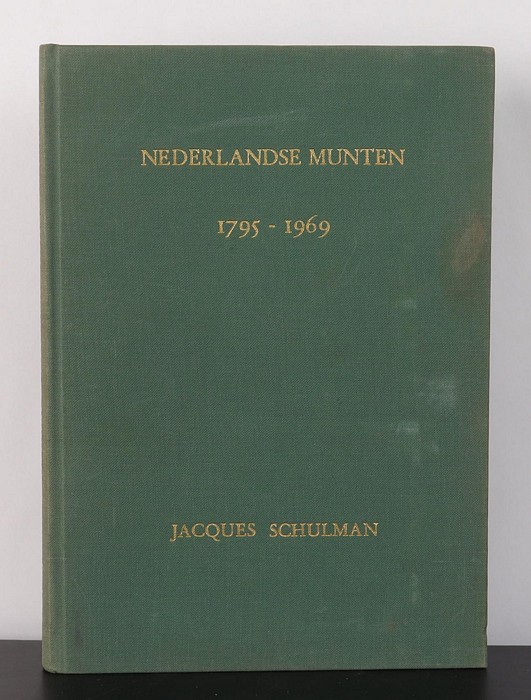 NEDERLANDSE MUNTEN
1795 - 1969
JACQUES SCHULMAN